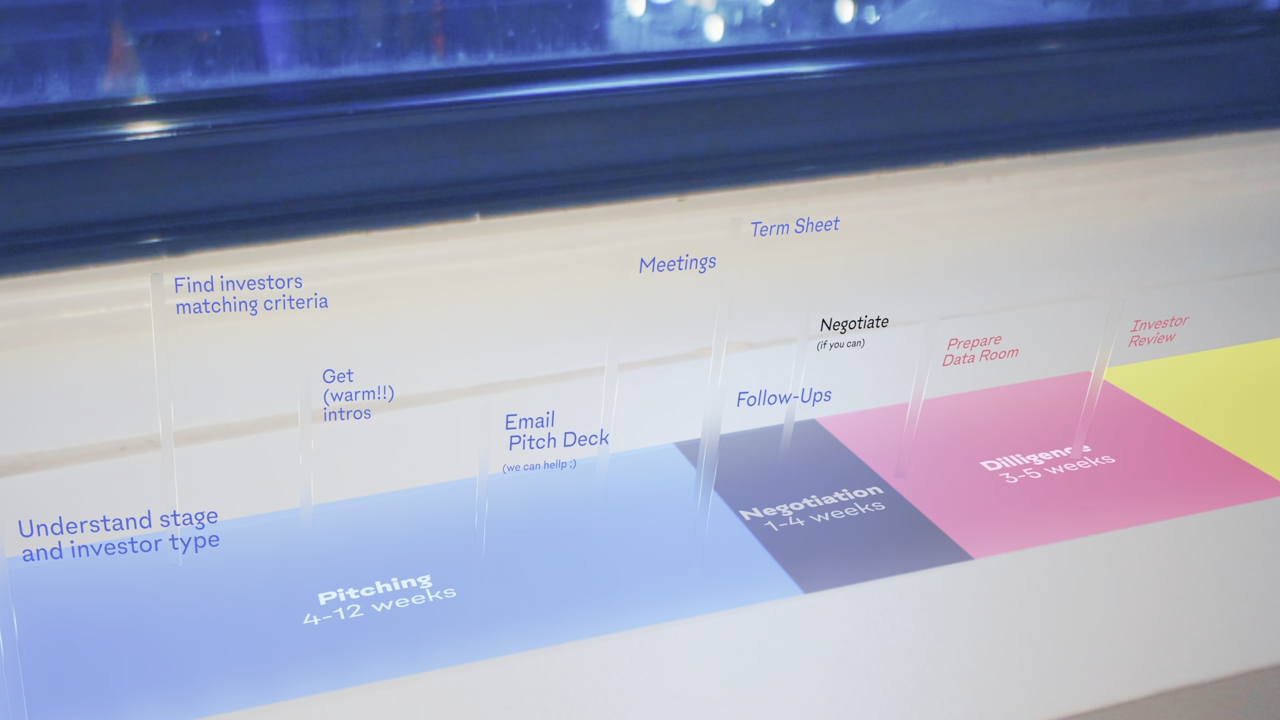 Find investors
matching criteria
Get
(warm!!)
intros
Email
Pitch Deck
(we can hellp ;)
Meetings
Term Sheet
Negotiate
(if you can)
Follow-Ups
Prepare
Data Room
Investor
Review
Understand stage
and investor type
Pitching
4-12 weeks
Negotiation
1-4 weeks
Dilligence
3-5 weeks